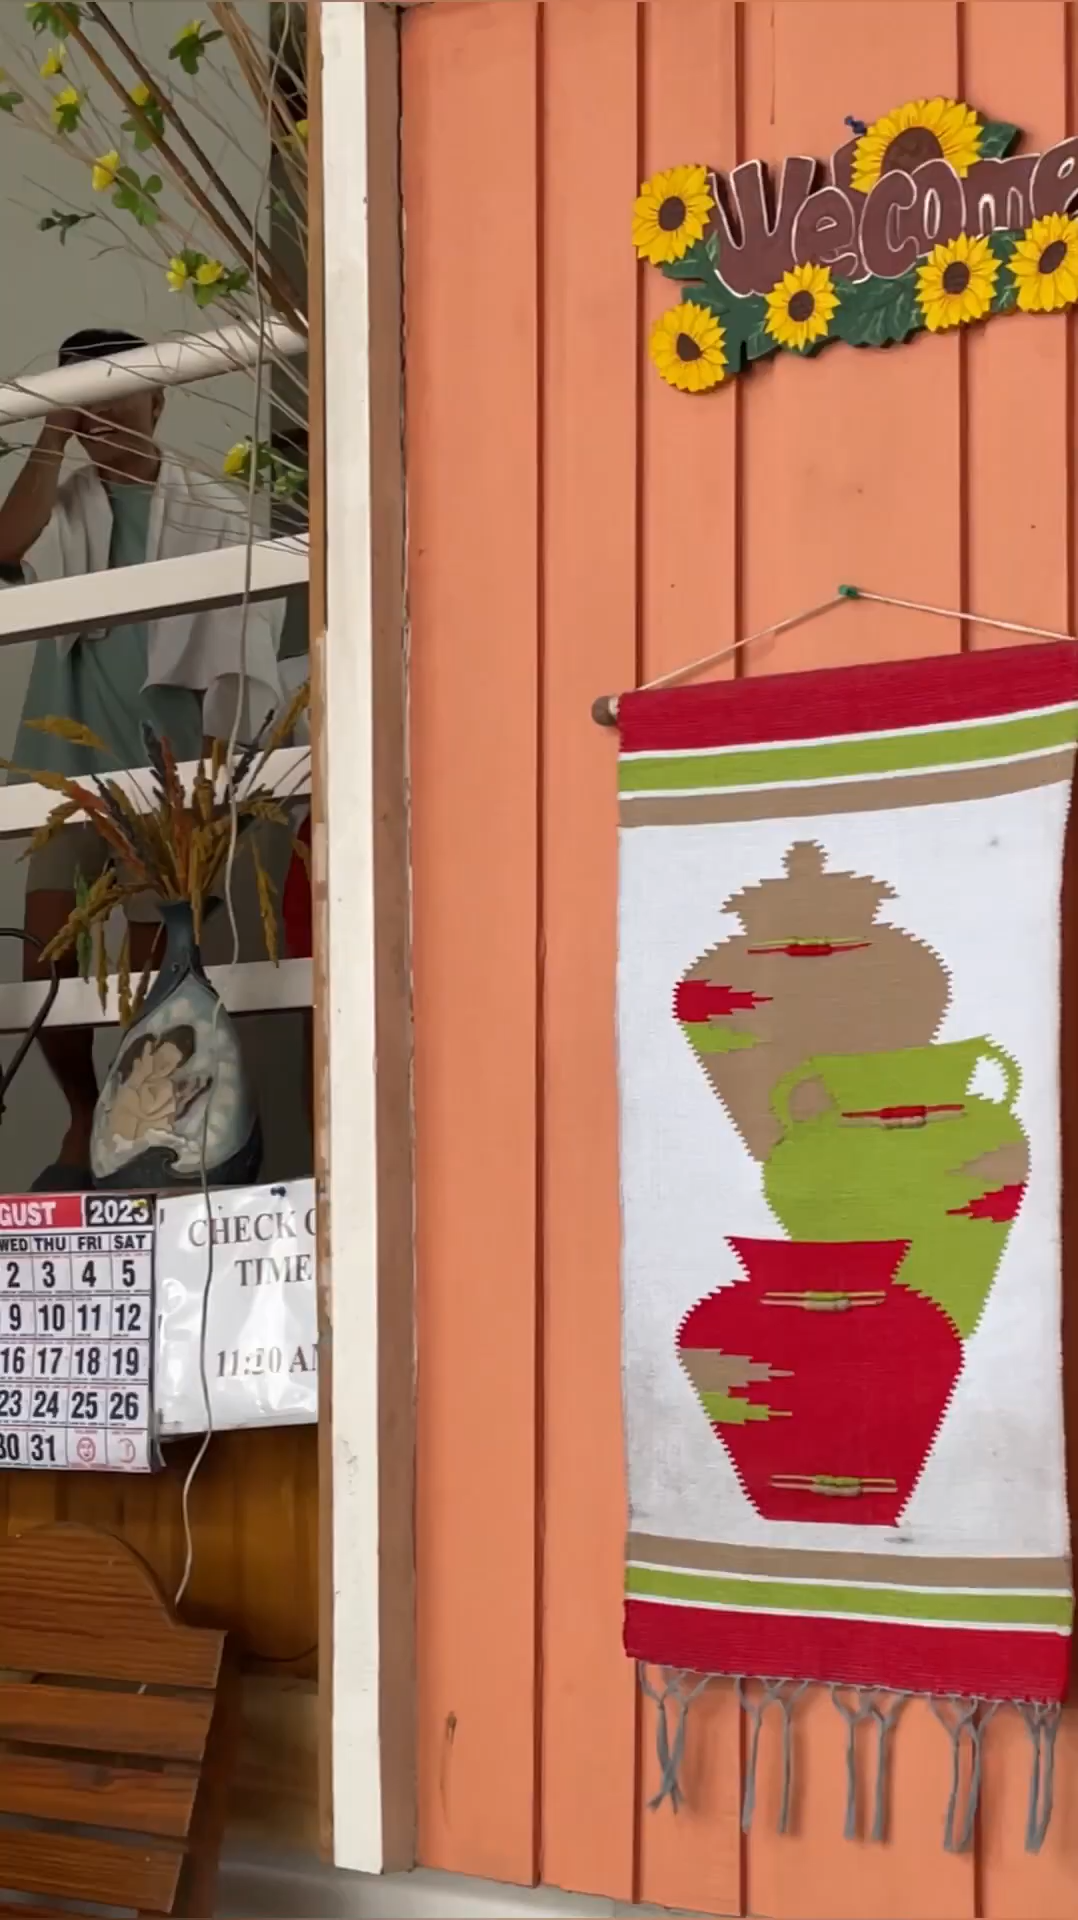 Welcome
GUST 2023
WED THU FRI SAT
2 3 4 5
9 10 11 12
16 17 18 19
23 24 25 26
30 31
CHECK O
TIME